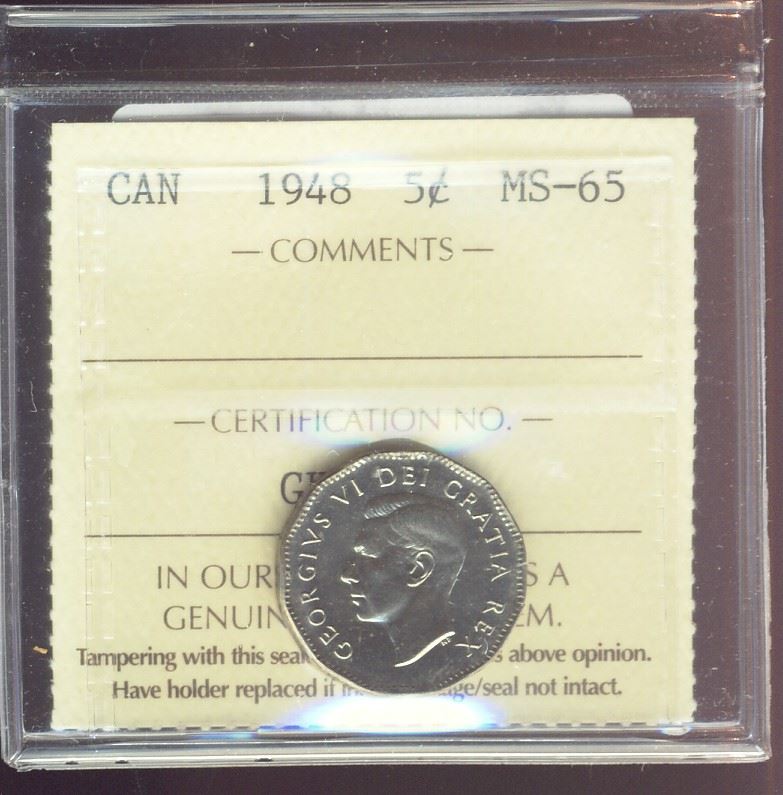 CAN 1948 5¢ MS-65
— COMMENTS —
— CERTIFICATION NO. —
GEORGIVS VI DEI GRATIA REX
IN OUR S A
GENUIN EM.
Tampering with this seal above opinion.
Have holder replaced if /seal not intact.